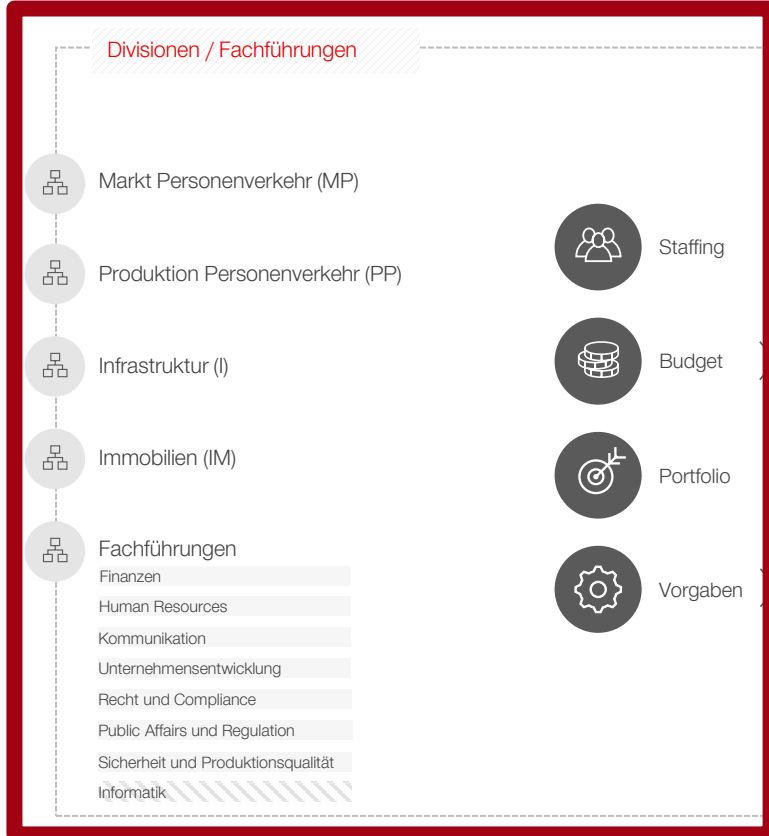 Divisionen / Fachführungen
Markt Personenverkehr (MP)
Produktion Personenverkehr (PP)
Infrastruktur (I)
Immobilien (IM)
Fachführungen
Finanzen
Human Resources
Kommunikation
Unternehmensentwicklung
Recht und Compliance
Public Affairs und Regulation
Sicherheit und Produktionsqualität
Informatik
Staffing
Budget
Portfolio
Vorgaben